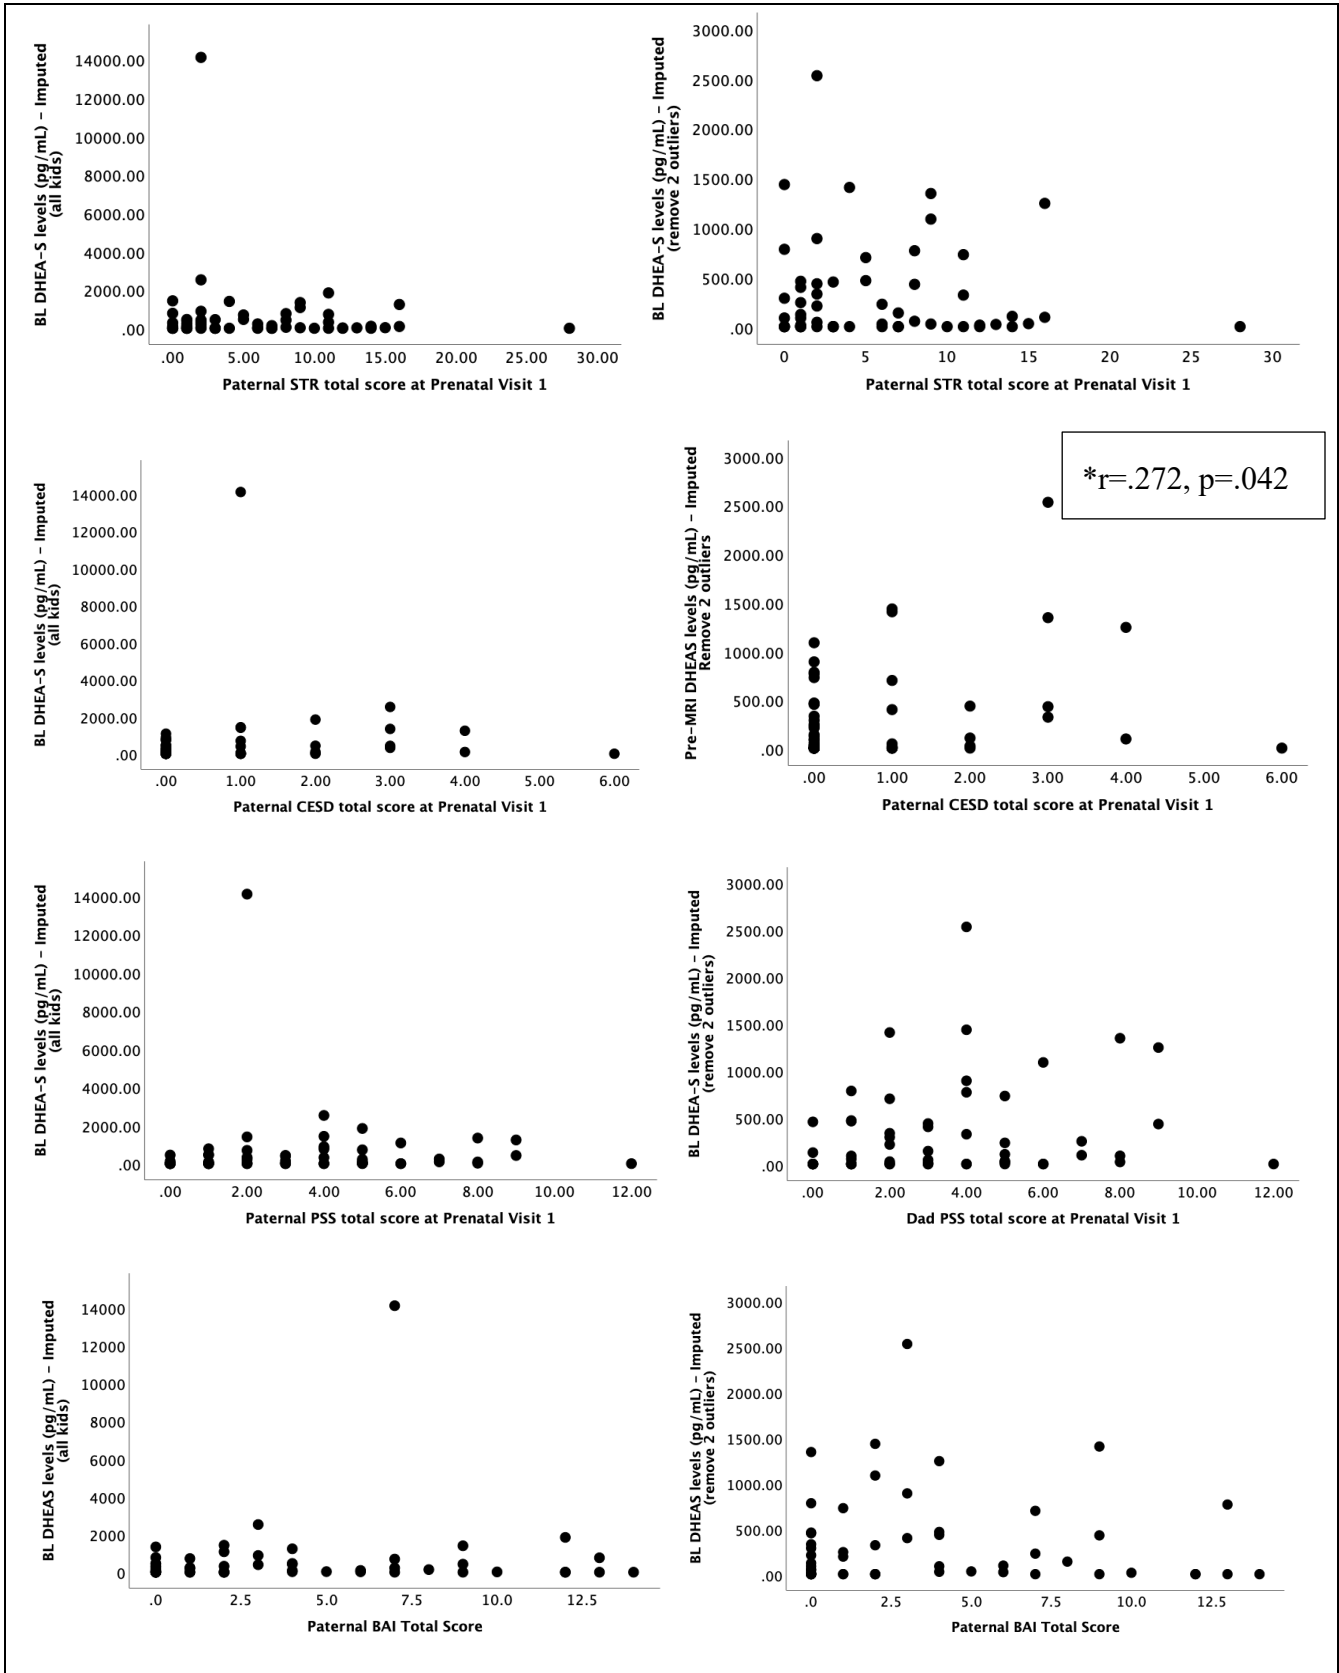 BL DHEA-S levels (pg/mL) - Imputed
(all kids)
14000.00
12000.00
10000.00
8000.00
6000.00
4000.00
2000.00
.00
.00 5.00 10.00 15.00 20.00 25.00 30.00
Paternal STR total score at Prenatal Visit 1
BL DHEA-S levels (pg/mL) - Imputed
(remove 2 outliers)
3000.00
2500.00
2000.00
1500.00
1000.00
500.00
.00
0 5 10 15 20 25 30
Paternal STR total score at Prenatal Visit 1
BL DHEA-S levels (pg/mL) - Imputed
(all kids)
14000.00
12000.00
10000.00
8000.00
6000.00
4000.00
2000.00
.00
.00 1.00 2.00 3.00 4.00 5.00 6.00
Paternal CESD total score at Prenatal Visit 1
Pre-MRI DHEAS levels (pg/mL) - Imputed
Remove 2 outliers
3000.00
2500.00
2000.00
1500.00
1000.00
500.00
.00
*r=.272, p=.042
.00 1.00 2.00 3.00 4.00 5.00 6.00
Paternal CESD total score at Prenatal Visit 1
BL DHEA-S levels (pg/mL) - Imputed
(all kids)
14000.00
12000.00
10000.00
8000.00
6000.00
4000.00
2000.00
.00
.00 2.00 4.00 6.00 8.00 10.00 12.00
Paternal PSS total score at Prenatal Visit 1
BL DHEA-S levels (pg/mL) - Imputed
(remove 2 outliers)
3000.00
2500.00
2000.00
1500.00
1000.00
500.00
.00
.00 2.00 4.00 6.00 8.00 10.00 12.00
Dad PSS total score at Prenatal Visit 1
BL DHEAS levels (pg/mL) - Imputed
(all kids)
14000
12000
10000
8000
6000
4000
2000
0
.0 2.5 5.0 7.5 10.0 12.5
Paternal BAI Total Score
BL DHEAS levels (pg/mL) - Imputed
(remove 2 outliers)
3000.00
2500.00
2000.00
1500.00
1000.00
500.00
.00
.0 2.5 5.0 7.5 10.0 12.5
Paternal BAI Total Score